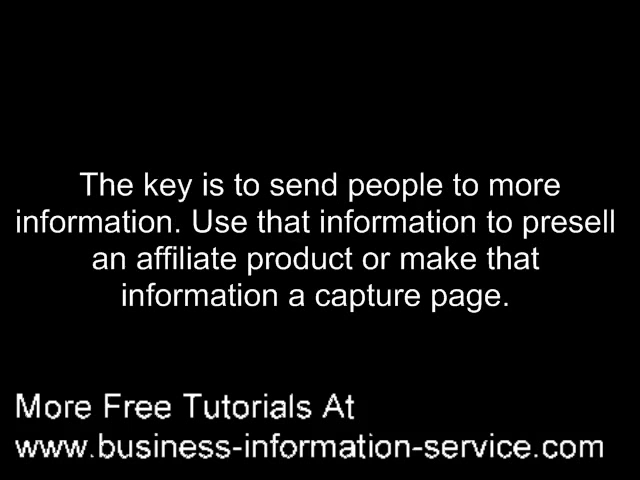 The key is to send people to more
information. Use that information to presell
an affiliate product or make that
information a capture page.
More Free Tutorials At
www.business-information-service.com